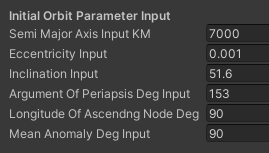 Initial Orbit Parameter Input
Semi Major Axis Input KM 7000
Eccentricity Input 0.001
Inclination Input 51.6
Argument Of Periapsis Deg Input 153
Longitude Of Ascendng Node Deg 90
Mean Anomaly Deg Input 90